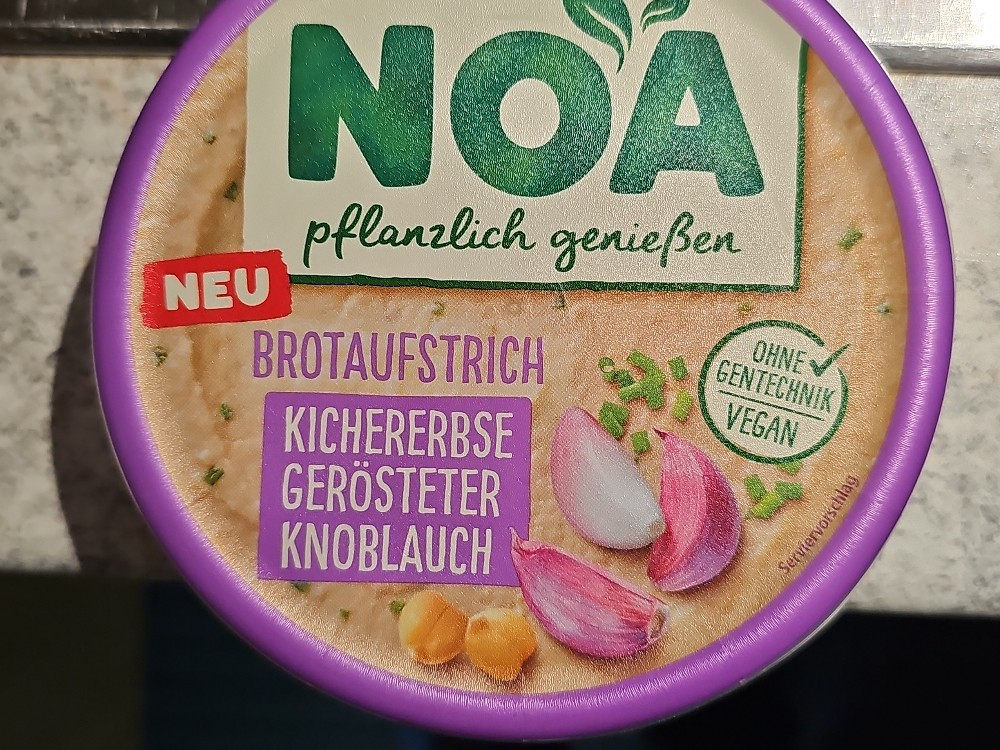 NOA
pflanzlich genießen
NEU
BROTAUFSTRICH
KICHERERBSE
GERÖSTETER
KNOBLAUCH
OHNE
GENTECHNIK
VEGAN
Serviervorschlag